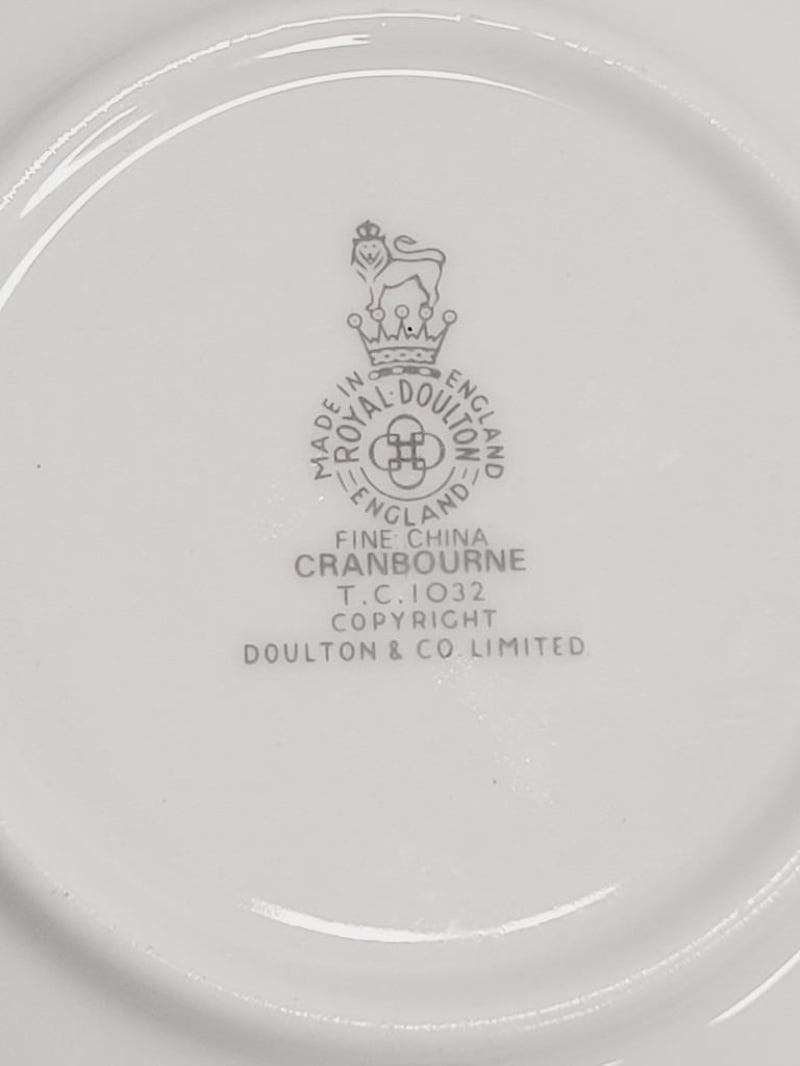 MADE IN ENGLAND
ROYAL·DOULTON
ENGLAND
FINE CHINA
CRANBOURNE
T.C.1032
COPYRIGHT
DOULTON & CO. LIMITED.